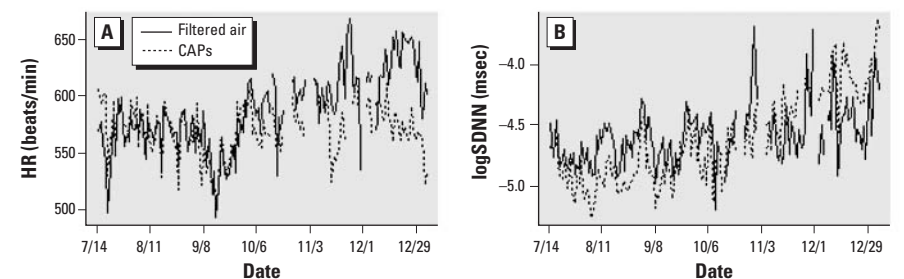 A
Filtered air
CAPs
HR (beats/min)
650
600
550
500
7/14 8/11 9/8 10/6 11/3 12/1 12/29
Date
B
logSDNN (msec)
–4.0
–4.5
–5.0
7/14 8/11 9/8 10/6 11/3 12/1 12/29
Date